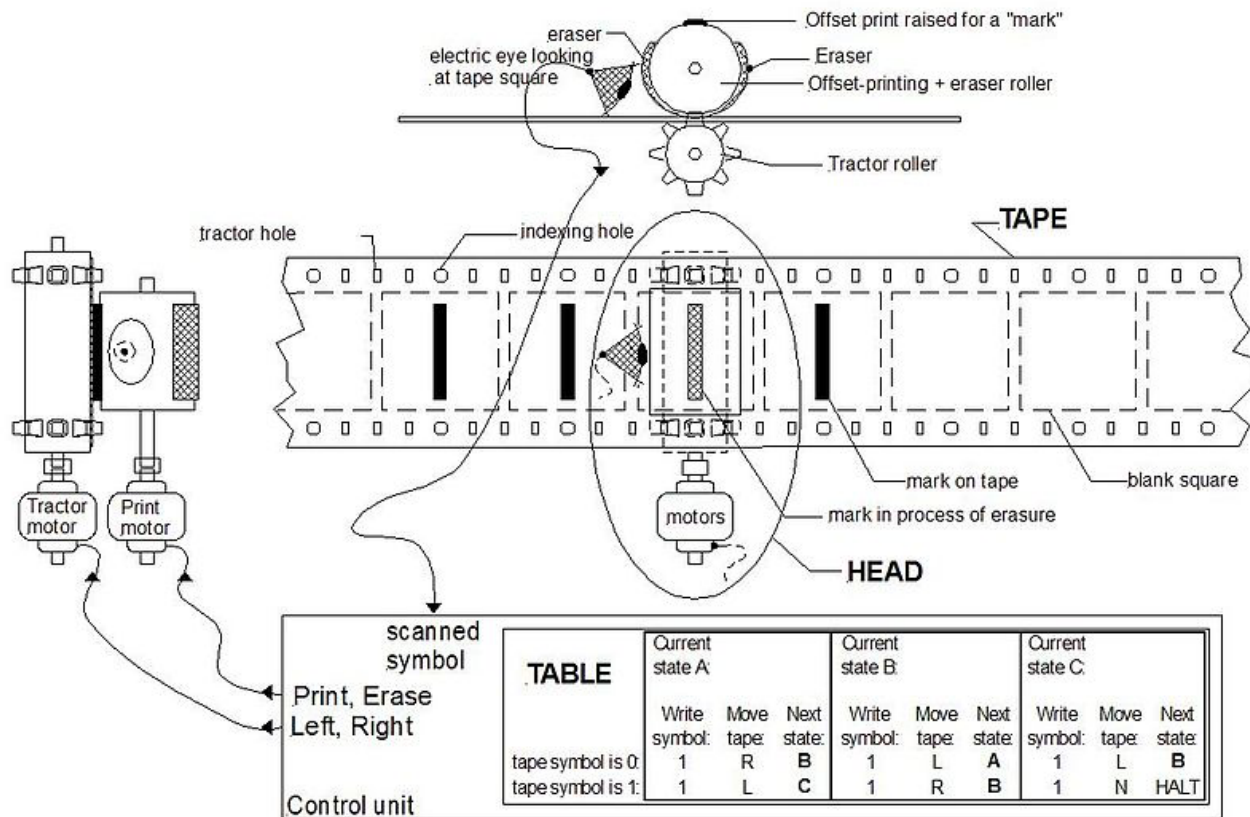 Offset print raised for a "mark"
eraser
electric eye looking
at tape square
Eraser
Offset-printing + eraser roller
Tractor roller
TAPE
tractor hole
indexing hole
Tractor
motor
Print
motor
motors
mark on tape
blank square
mark in process of erasure
HEAD
scanned
symbol
Print, Erase
Left, Right
Control unit
TABLE
Current
state A:
Current
state B:
Current
state C:
Write Move Next Write Move Next Write Move Next
symbol: tape: state: symbol: tape: state: symbol: tape: state:
tape symbol is 0: 1 R B 1 L A 1 L B
tape symbol is 1: 1 L C 1 R B 1 N HALT